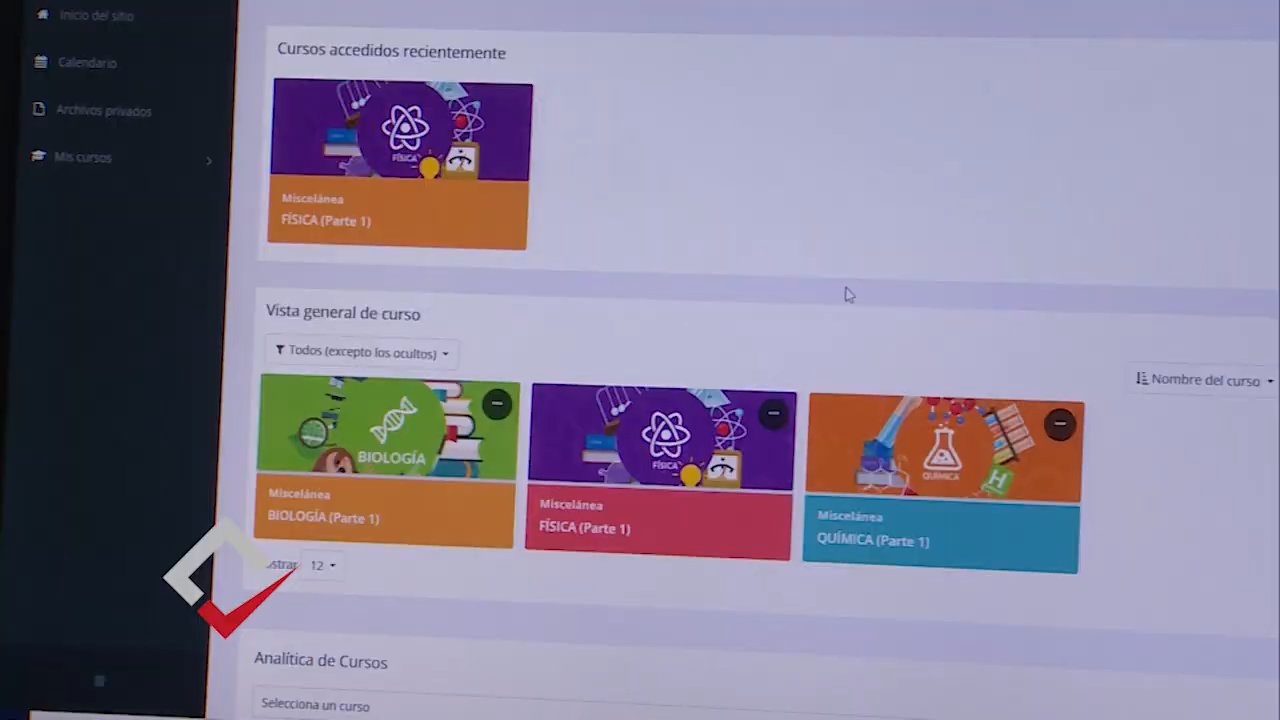 Inicio del sitio
Calendario
Archivos privados
Mis cursos
Cursos accedidos recientemente
FÍSICA
Miscelánea
FÍSICA (Parte 1)
Vista general de curso
Todos (excepto los ocultos)
Nombre del curso
BIOLOGÍA
Miscelánea
BIOLOGÍA (Parte 1)
FÍSICA
Miscelánea
FÍSICA (Parte 1)
QUÍMICA
H
Miscelánea
QUÍMICA (Parte 1)
ostrar 12
Analítica de Cursos
Selecciona un curso